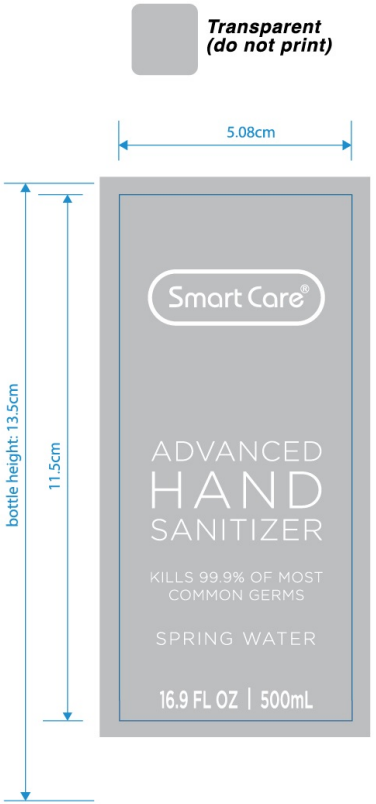 Transparent
(do not print)
5.08cm
bottle height: 13.5cm
11.5cm
Smart Care®
ADVANCED
HAND
SANITIZER
KILLS 99.9% OF MOST
COMMON GERMS
SPRING WATER
16.9 FL OZ | 500mL